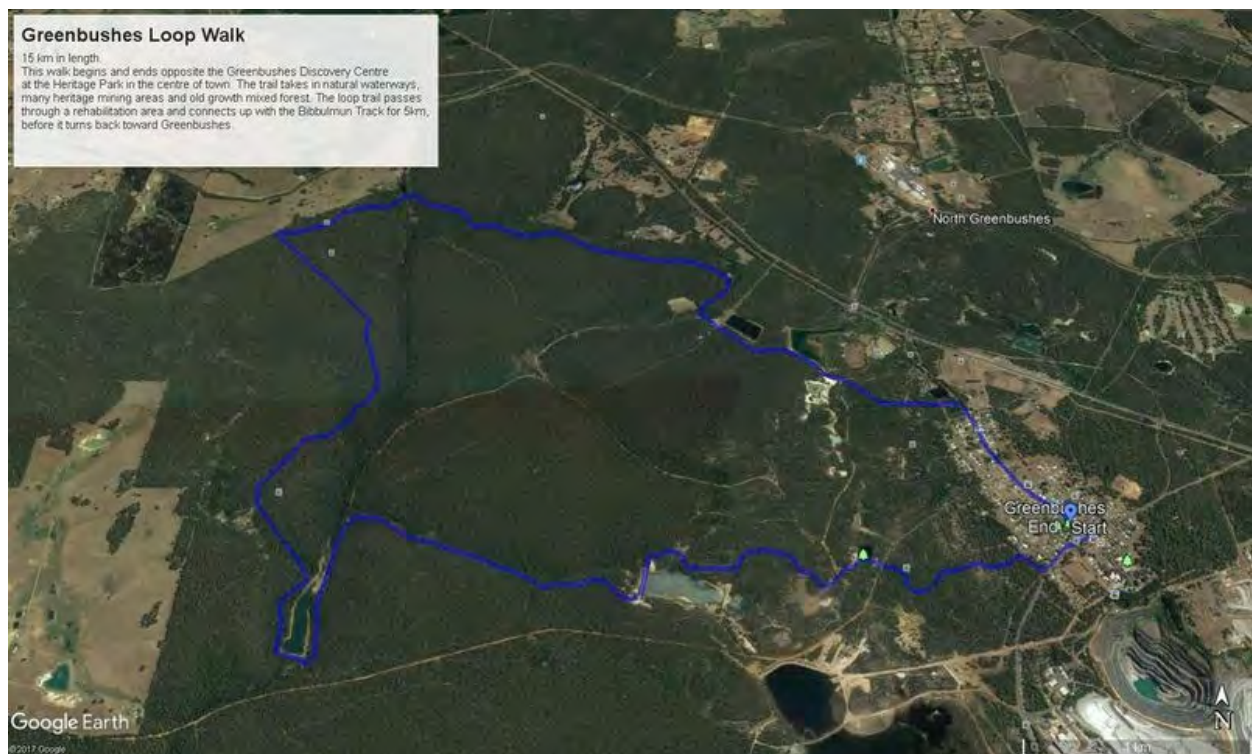 Greenbushes Loop Walk
15 km in length.
This walk begins and ends opposite the Greenbushes Discovery Centre
at the Heritage Park in the centre of town. The trail takes in natural waterways,
many heritage mining areas and old growth mixed forest. The loop trail passes
through a rehabilitation area and connects up with the Bibbulmun Track for 5km,
before it turns back toward Greenbushes.
North Greenbushes
Greenbushes
End
Start
Google Earth
©2017 Google
km
N